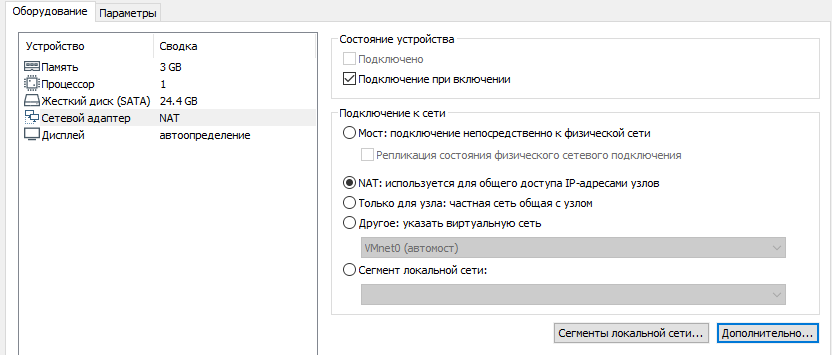 Оборудование Параметры
Устройство Сводка
Память 3 GB
Процессор 1
Жесткий диск (SATA) 24.4 GB
Сетевой адаптер NAT
Дисплей автоопределение
Состояние устройства
Подключено
Подключение при включении
Подключение к сети
Мост: подключение непосредственно к физической сети
Репликация состояния физического сетевого подключения
NAT: используется для общего доступа IP-адресами узлов
Только для узла: частная сеть общая с узлом
Другое: указать виртуальную сеть
VMnet0 (автомост)
Сегмент локальной сети:
Сегменты локальной сети... Дополнительно...